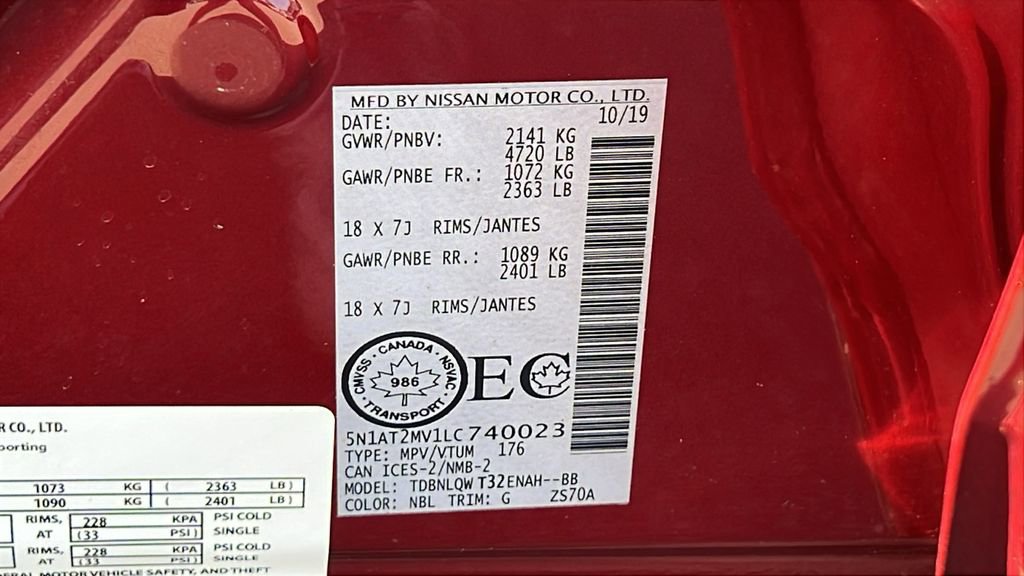 MFD BY NISSAN MOTOR CO., LTD.
DATE: 10/19
GVWR/PNBV: 2141 KG
4720 LB
GAWR/PNBE FR.: 1072 KG
2363 LB
18 X 7J RIMS/JANTES
GAWR/PNBE RR.: 1089 KG
2401 LB
18 X 7J RIMS/JANTES
CANADA · NSVAC · TRANSPORT · CMVSS ·
986
EC
5N1AT2MV1LC740023
TYPE: MPV/VTUM 176
CAN ICES-2/NMB-2
MODEL: TDBNLQWT32ENAH--BB
COLOR: NBL TRIM: G ZS70A
R CO., LTD.
porting
1073 KG ( 2363 LB)
1090 KG ( 2401 LB)
RIMS, 228 KPA PSI COLD
AT (33 PSI) SINGLE
RIMS, 228 KPA PSI COLD
AT (33 PSI) SINGLE
ERAL MOTOR VEHICLE SAFETY, AND THEFT